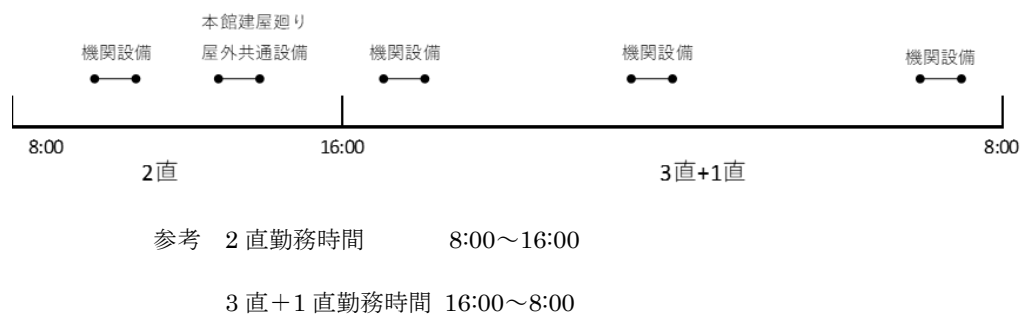 本館建屋廻り
機関設備 屋外共通設備 機関設備 機関設備 機関設備
8:00 16:00 8:00
2直 3直+1直
参考 2直勤務時間 8:00～16:00
3直＋1直勤務時間 16:00～8:00